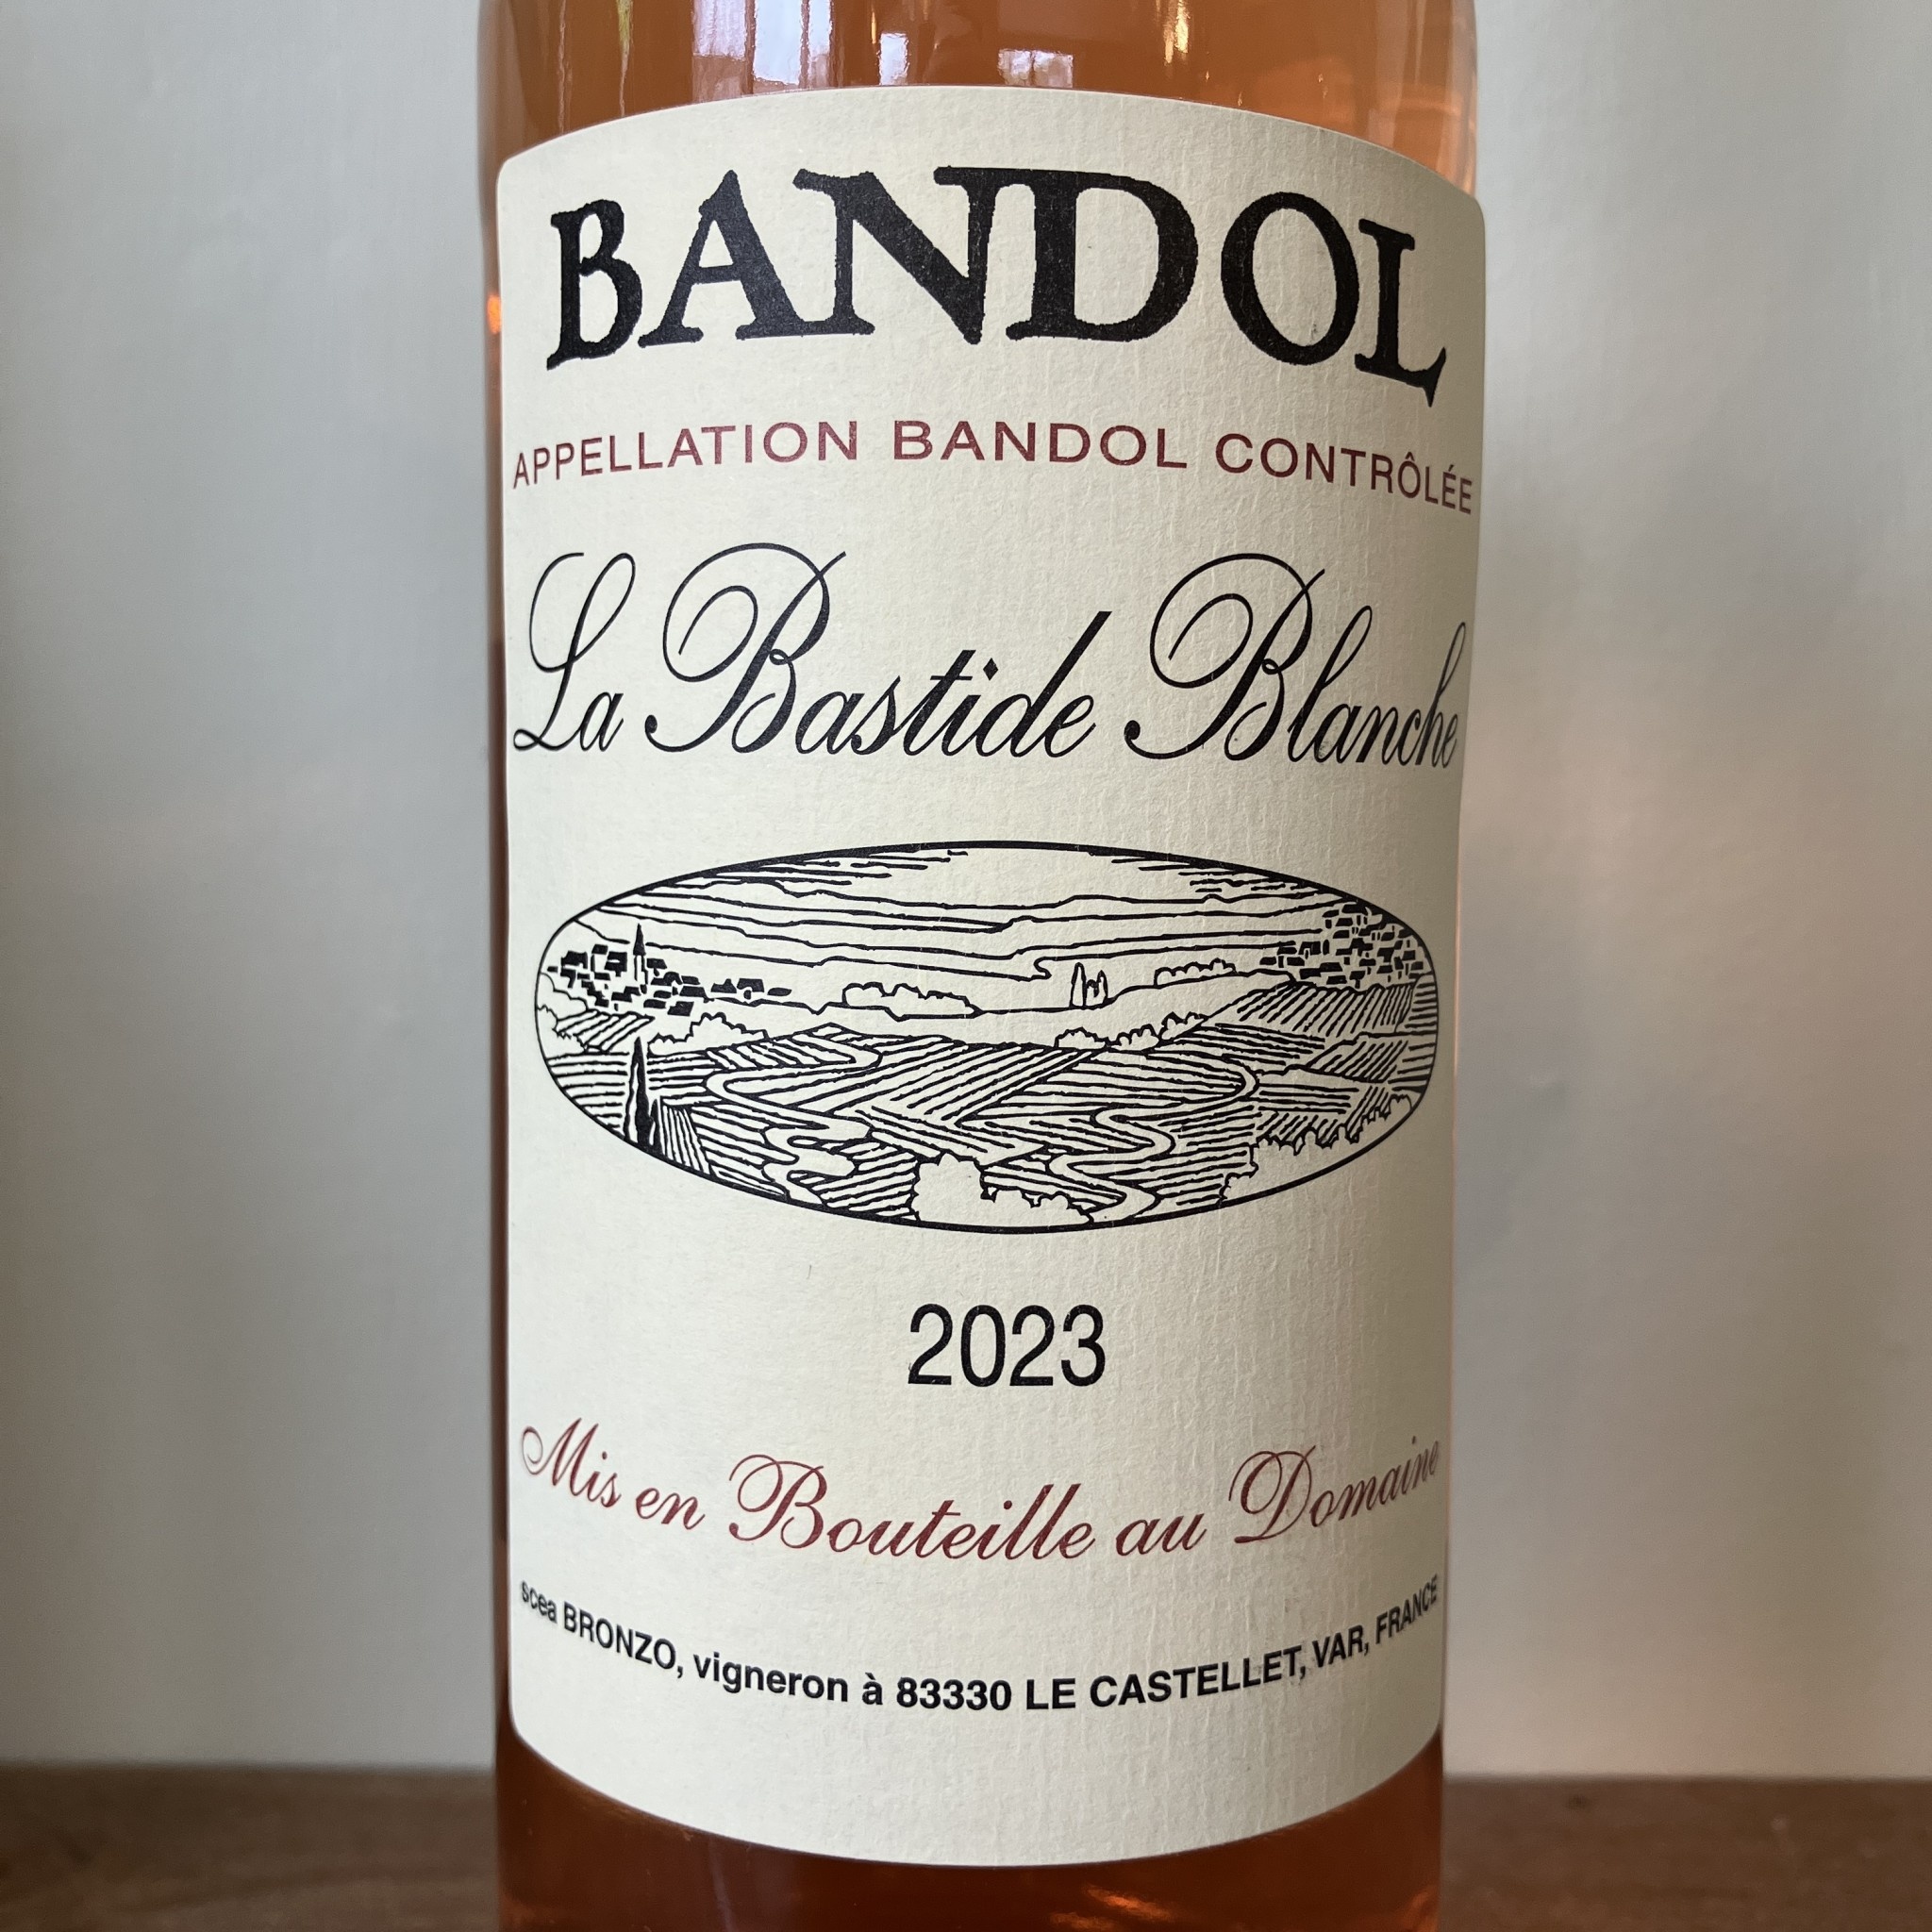 BANDOL
APPELLATION BANDOL CONTRÔLÉE
La Bastide Blanche
2023
Mis en Bouteille au Domaine
scea BRONZO, vigneron à 83330 LE CASTELLET, VAR, FRANCE